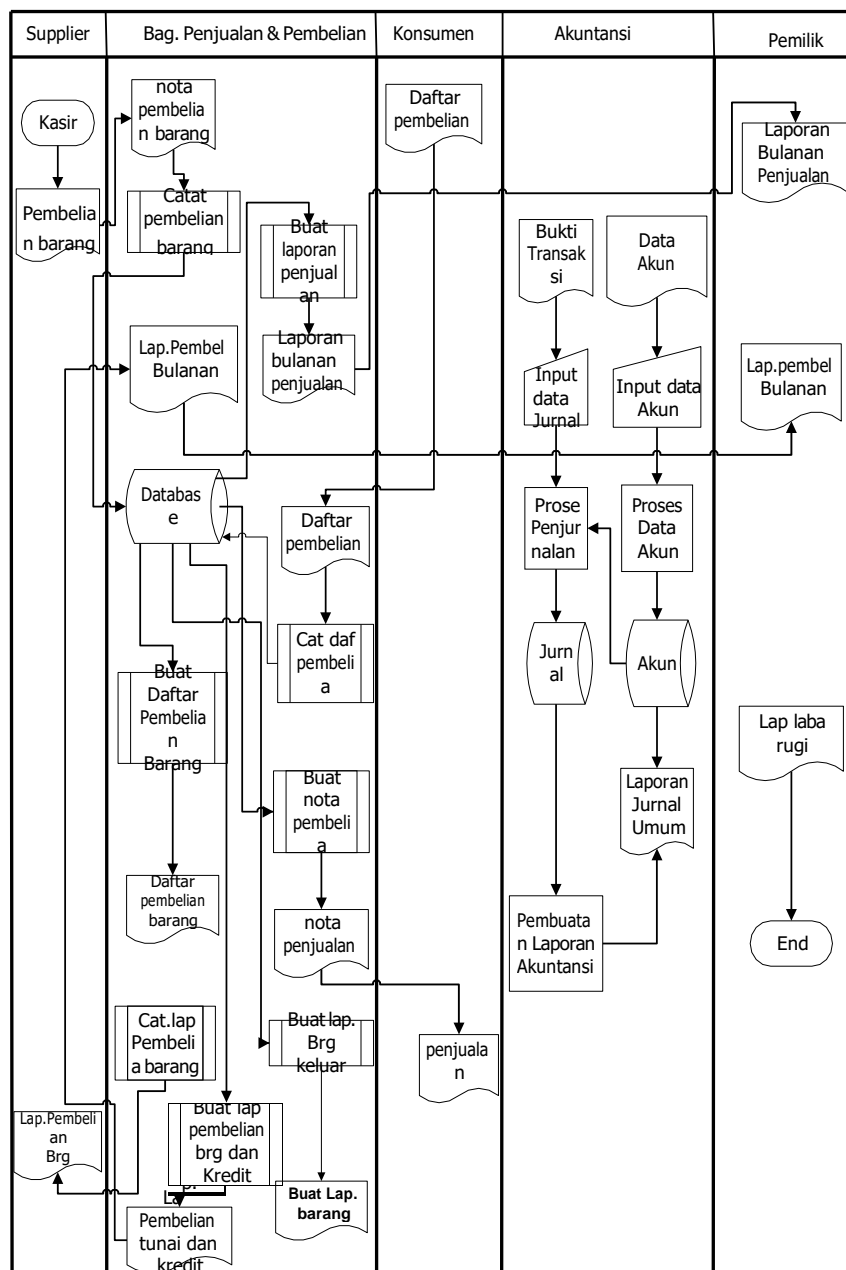 Supplier
Bag. Penjualan & Pembelian
Konsumen
Akuntansi
Pemilik
Kasir
Pembelia
n barang
nota
pembelia
n barang
Catat
pembelian
barang
Buat
laporan
penjual
an
Laporan
bulanan
penjualan
Lap.Pembel
Bulanan
Databas
e
Daftar
pembelian
Cat daf
pembeli
a
Buat
Daftar
Pembelia
n
Barang
Buat
nota
pembeli
a
Daftar
pembelian
barang
nota
penjualan
Cat.lap
Pembeli
a barang
Buat lap.
Brg
keluar
Lap.Pembeli
an
Brg
Buat lap
pembelian
brg dan
Kredit
Lap.
Pembelian
tunai dan
kredit
Buat Lap.
barang
Daftar
pembelian
penjuala
n
Bukti
Transak
si
Data
Akun
Input
data
Jurnal
Input data
Akun
Prose
Penjur
nalan
Proses
Data
Akun
Jurn
al
Akun
Laporan
Jurnal
Umum
Pembuata
n Laporan
Akuntansi
Laporan
Bulanan
Penjualan
Lap.pembel
Bulanan
Lap laba
rugi
End